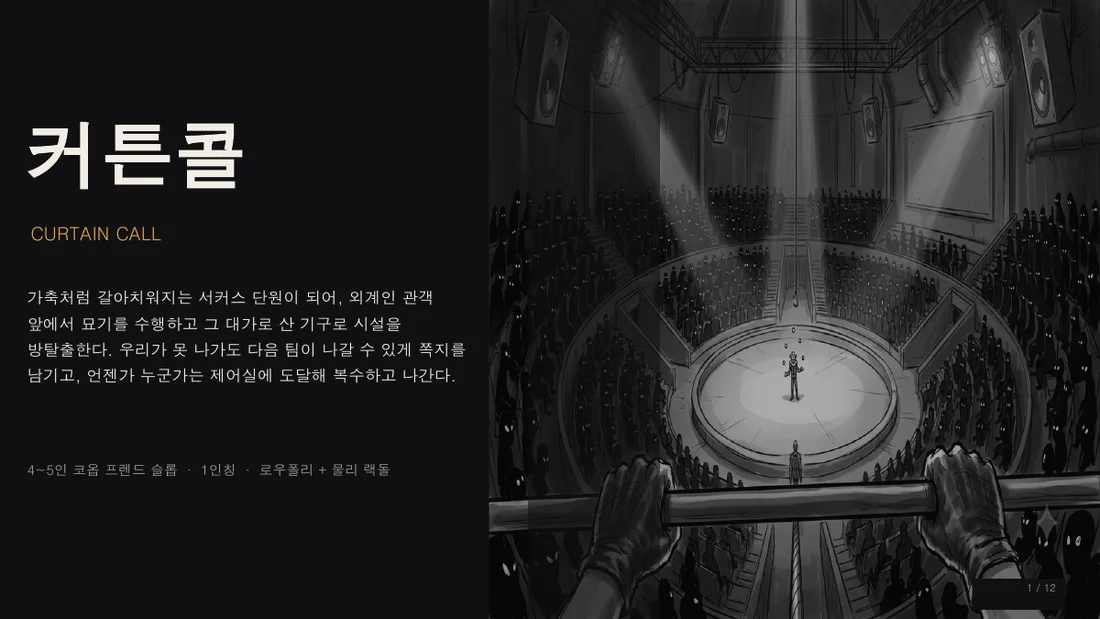 커튼콜
CURTAIN CALL
가축처럼 갈아치워지는 서커스 단원이 되어, 외계인 관객
앞에서 묘기를 수행하고 그 대가로 산 기구로 시설을
방탈출한다. 우리가 못 나가도 다음 팀이 나갈 수 있게 쪽지를
남기고, 언젠가 누군가는 제어실에 도달해 복수하고 나간다.
4~5인 코옵 프렌드 슬롭 · 1인칭 · 로우폴리 + 물리 랙돌
1 / 12